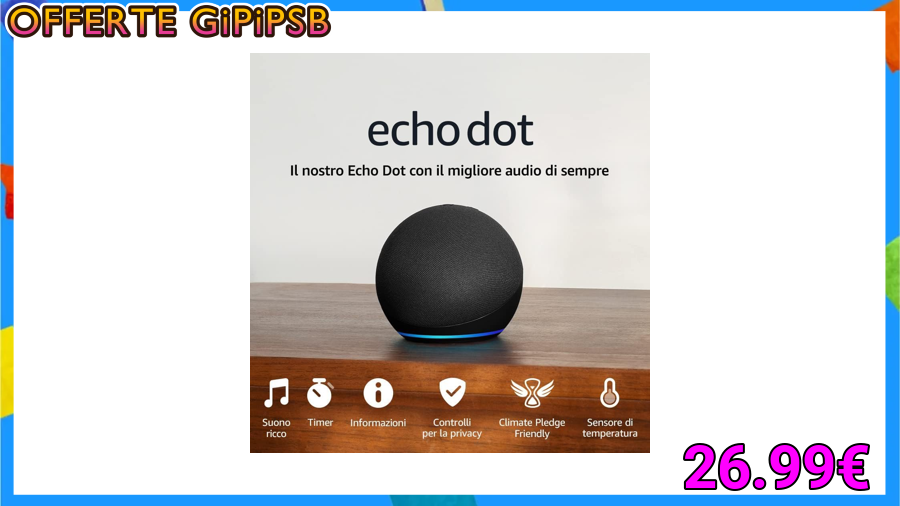 OFFERTE GiPiPSB
echo dot
Il nostro Echo Dot con il migliore audio di sempre
Suono
ricco
Timer
Informazioni
Controlli
per la privacy
Climate Pledge
Friendly
Sensore di
temperatura
26.99€